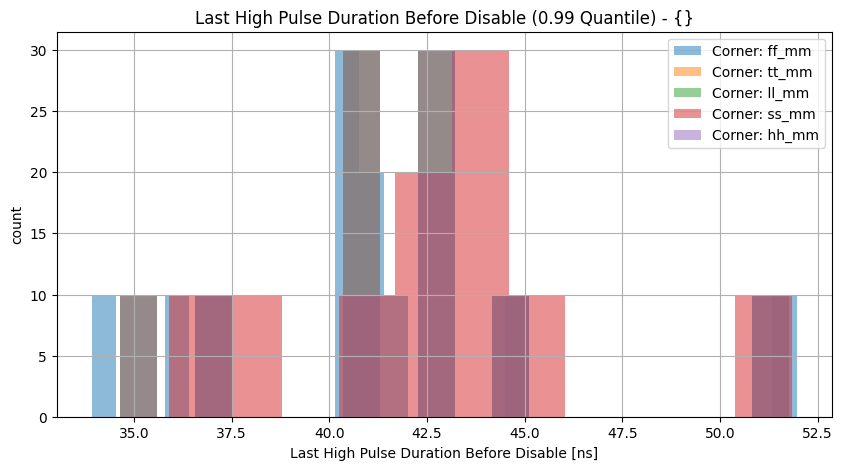 Last High Pulse Duration Before Disable (0.99 Quantile) - {}
Corner: ff_mm
Corner: tt_mm
Corner: ll_mm
Corner: ss_mm
Corner: hh_mm
30
25
20
15
10
5
0
count
35.0 37.5 40.0 42.5 45.0 47.5 50.0 52.5
Last High Pulse Duration Before Disable [ns]